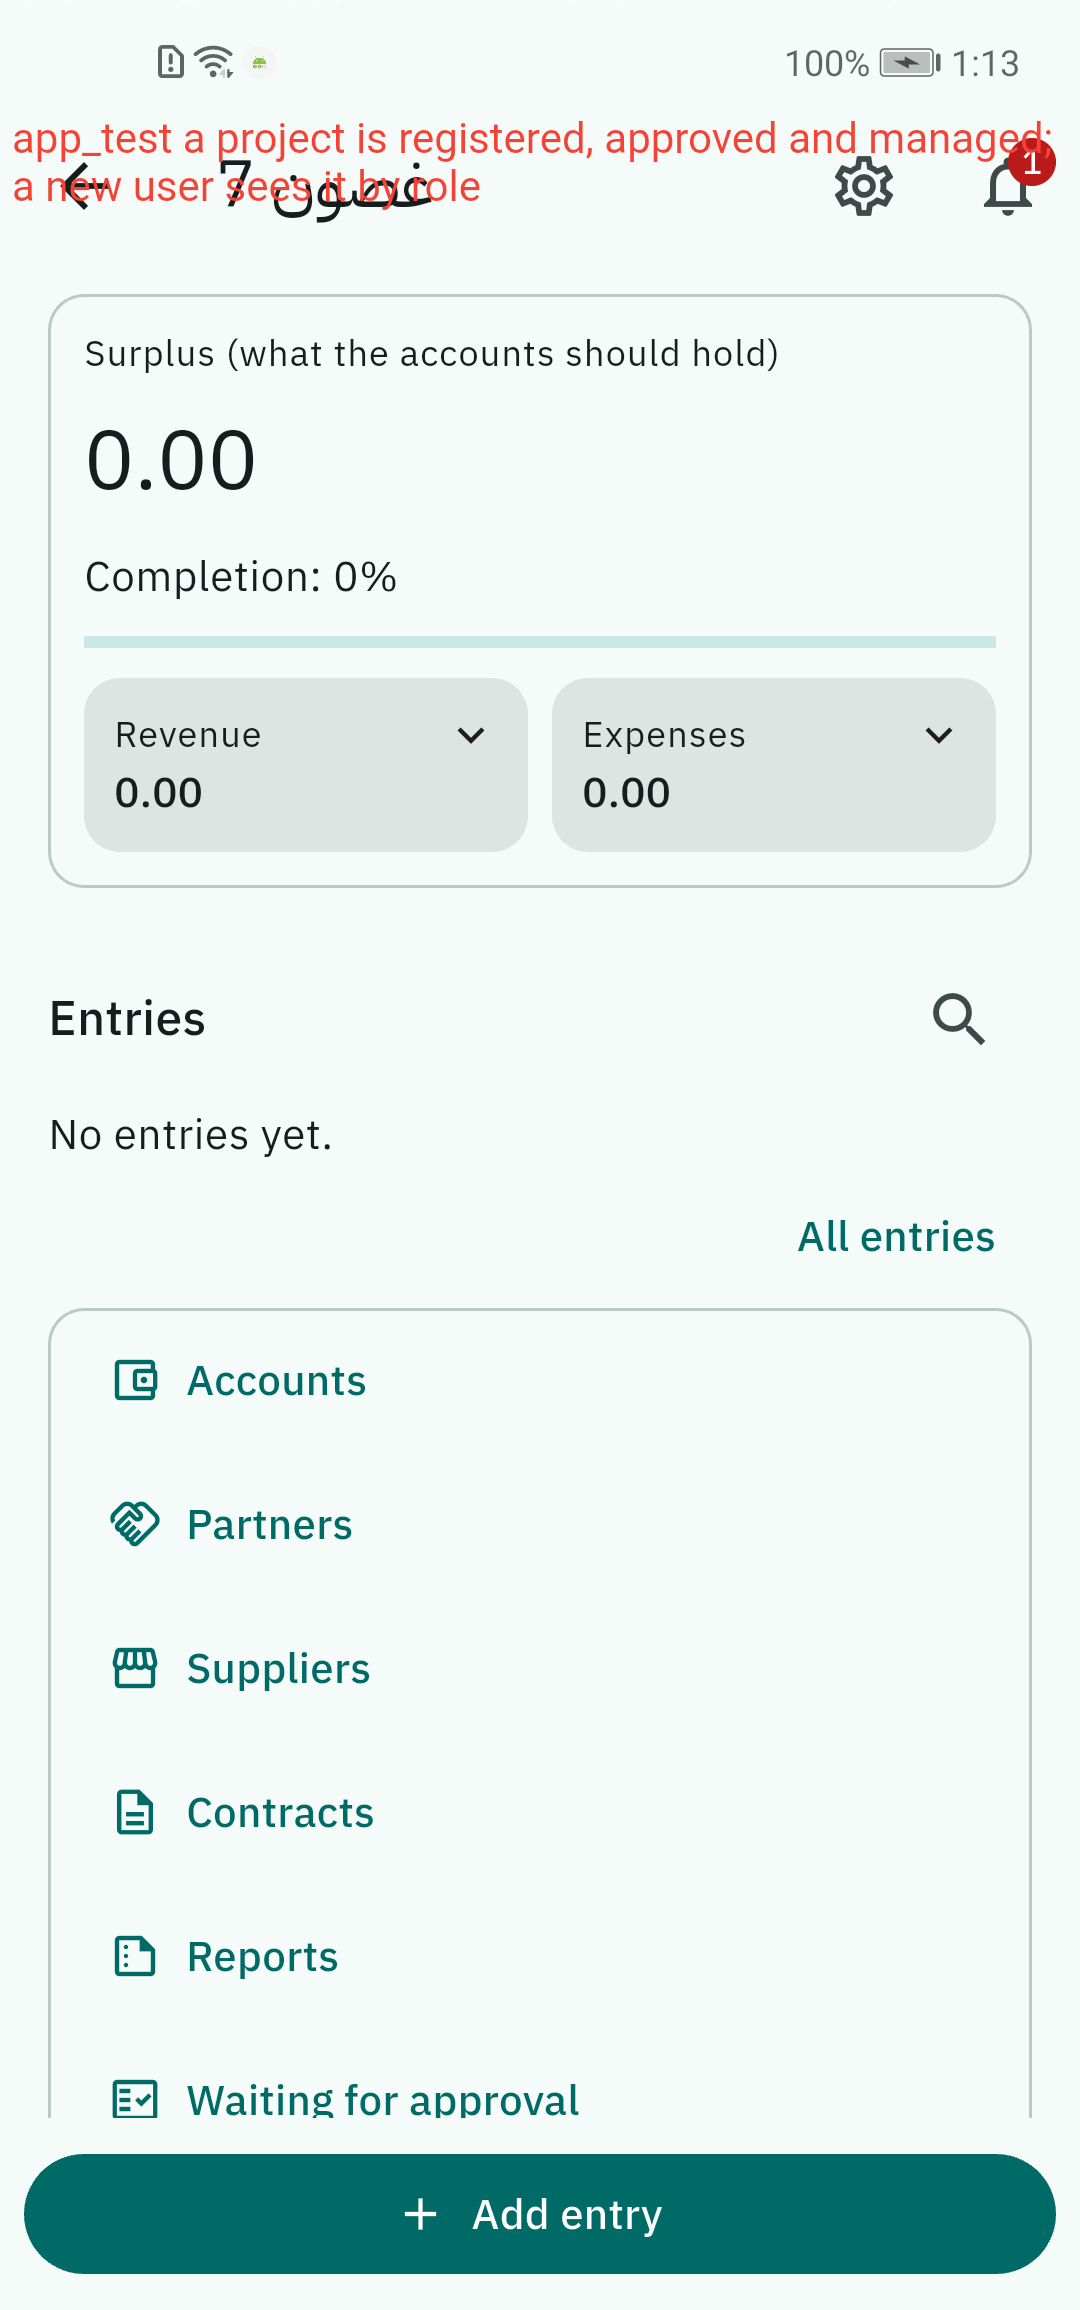 100% 1:13
app_test a project is registered, approved and managed;
a new user sees it by role
غصون 7
1
Surplus (what the accounts should hold)
0.00
Completion: 0%
Revenue
0.00
Expenses
0.00
Entries
No entries yet.
All entries
Accounts
Partners
Suppliers
Contracts
Reports
Waiting for approval
+ Add entry